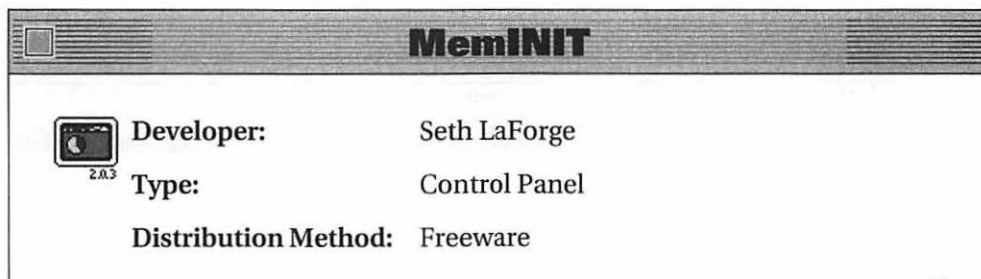 MemINIT
Developer: Seth LaForge
2.0.3
Type: Control Panel
Distribution Method: Freeware